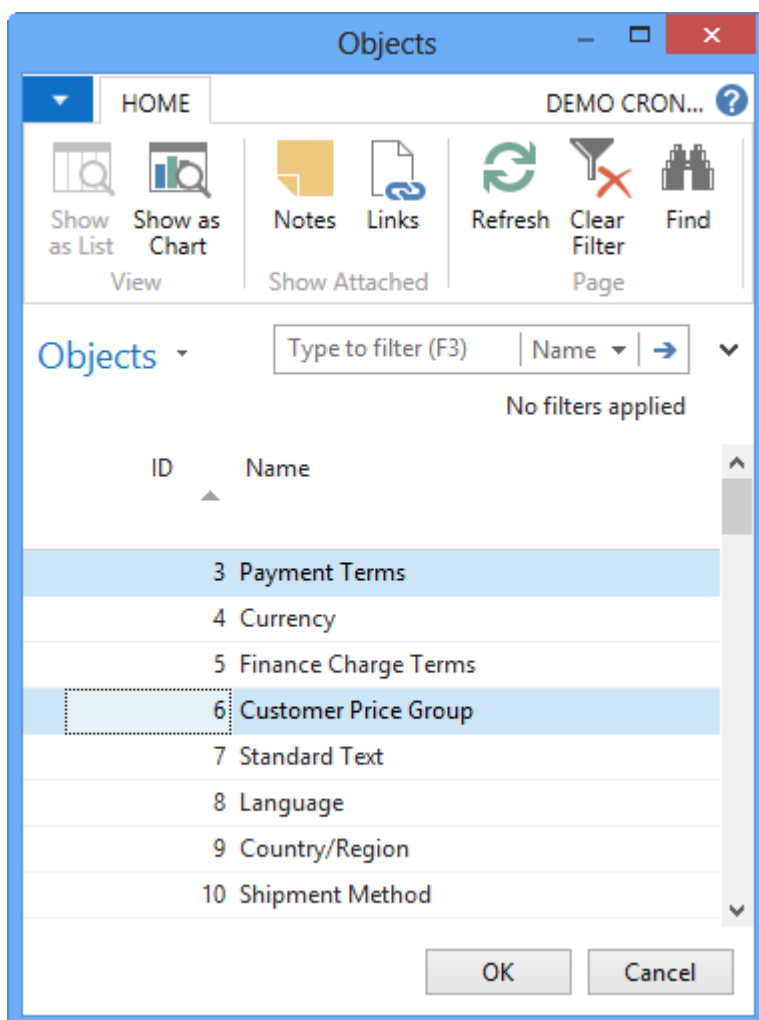 Objects
HOME
DEMO CRON... ?
Show as List
Show as Chart
Notes
Links
Refresh
Clear Filter
Find
View
Show Attached
Page
Objects
Type to filter (F3)
Name
No filters applied
ID Name
3 Payment Terms
4 Currency
5 Finance Charge Terms
6 Customer Price Group
7 Standard Text
8 Language
9 Country/Region
10 Shipment Method
OK
Cancel